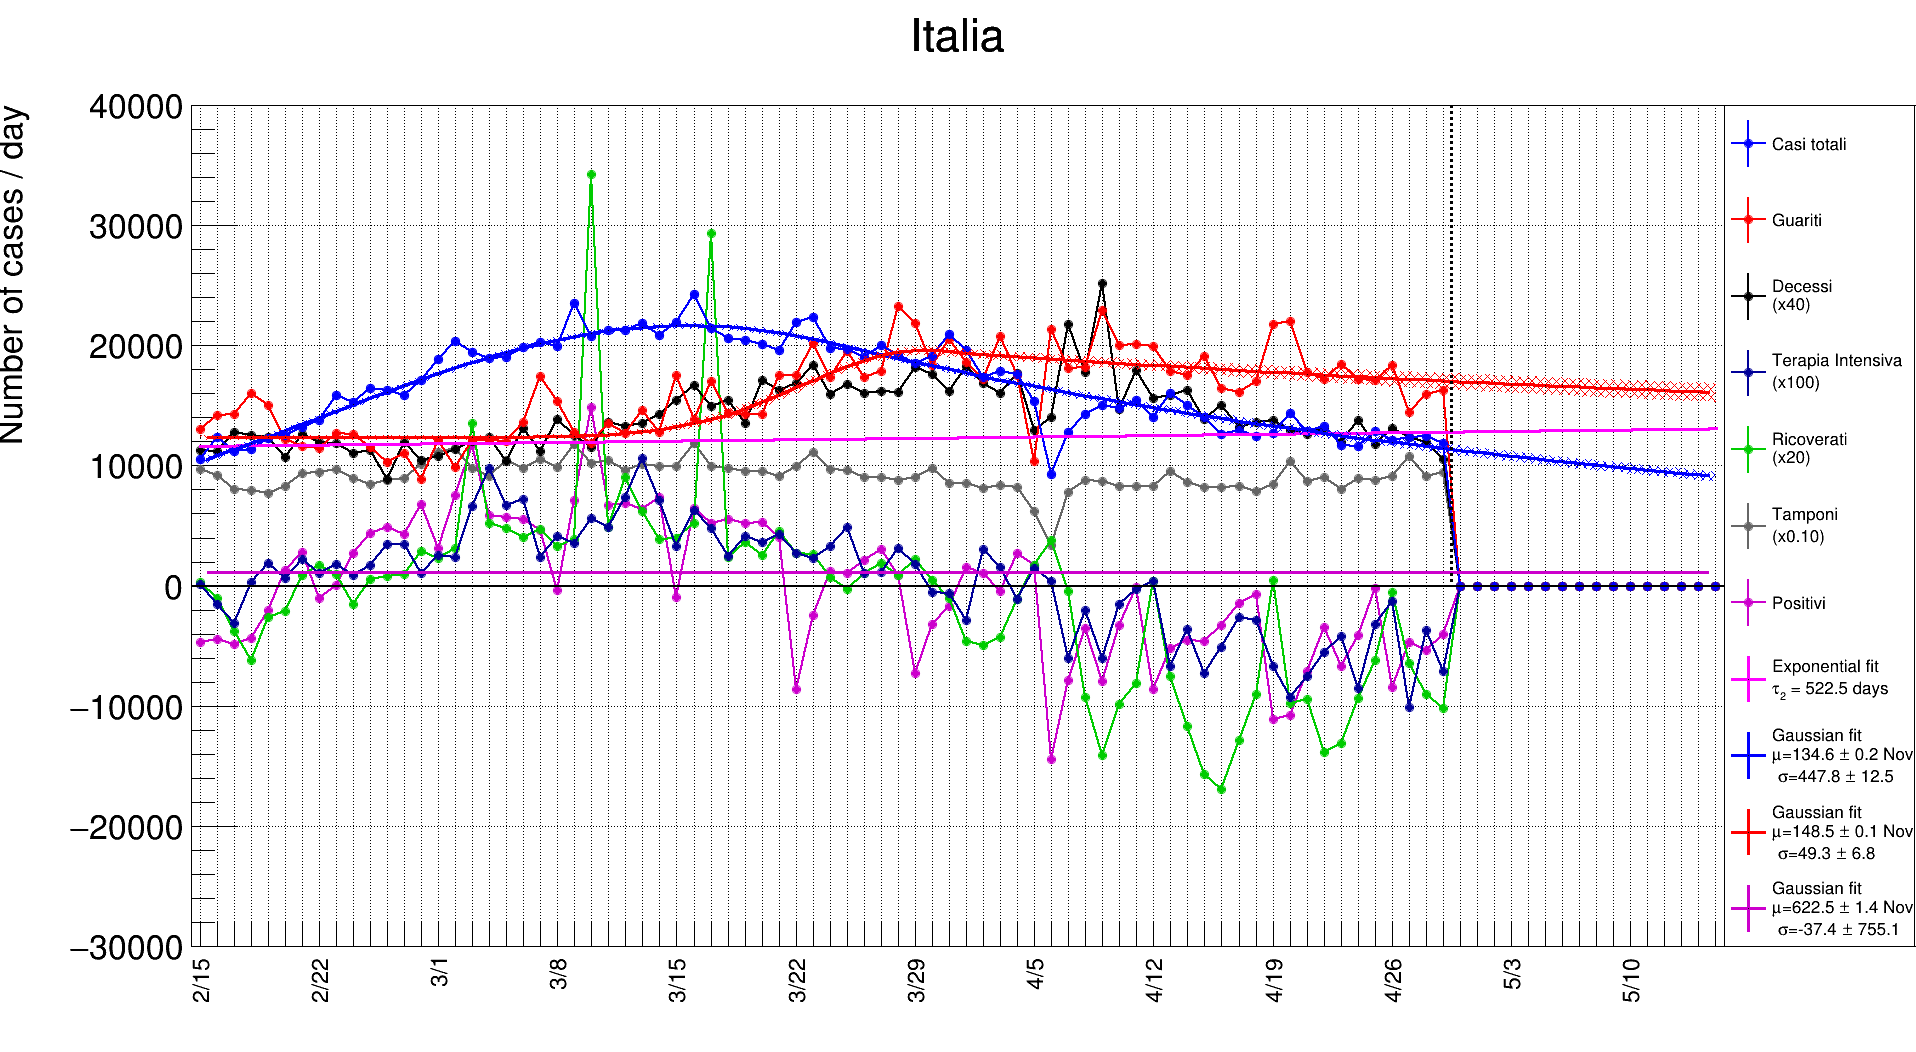 Italia
Number of cases / day
40000
30000
20000
10000
0
−10000
−20000
−30000
2/15
2/22
3/1
3/8
3/15
3/22
3/29
4/5
4/12
4/19
4/26
5/3
5/10
Casi totali
Guariti
Decessi
(x40)
Terapia Intensiva
(x100)
Ricoverati
(x20)
Tamponi
(x0.10)
Positivi
Exponential fit
τ2 = 522.5 days
Gaussian fit
μ=134.6 ± 0.2 Nov
σ=447.8 ± 12.5
Gaussian fit
μ=148.5 ± 0.1 Nov
σ=49.3 ± 6.8
Gaussian fit
μ=622.5 ± 1.4 Nov
σ=-37.4 ± 755.1